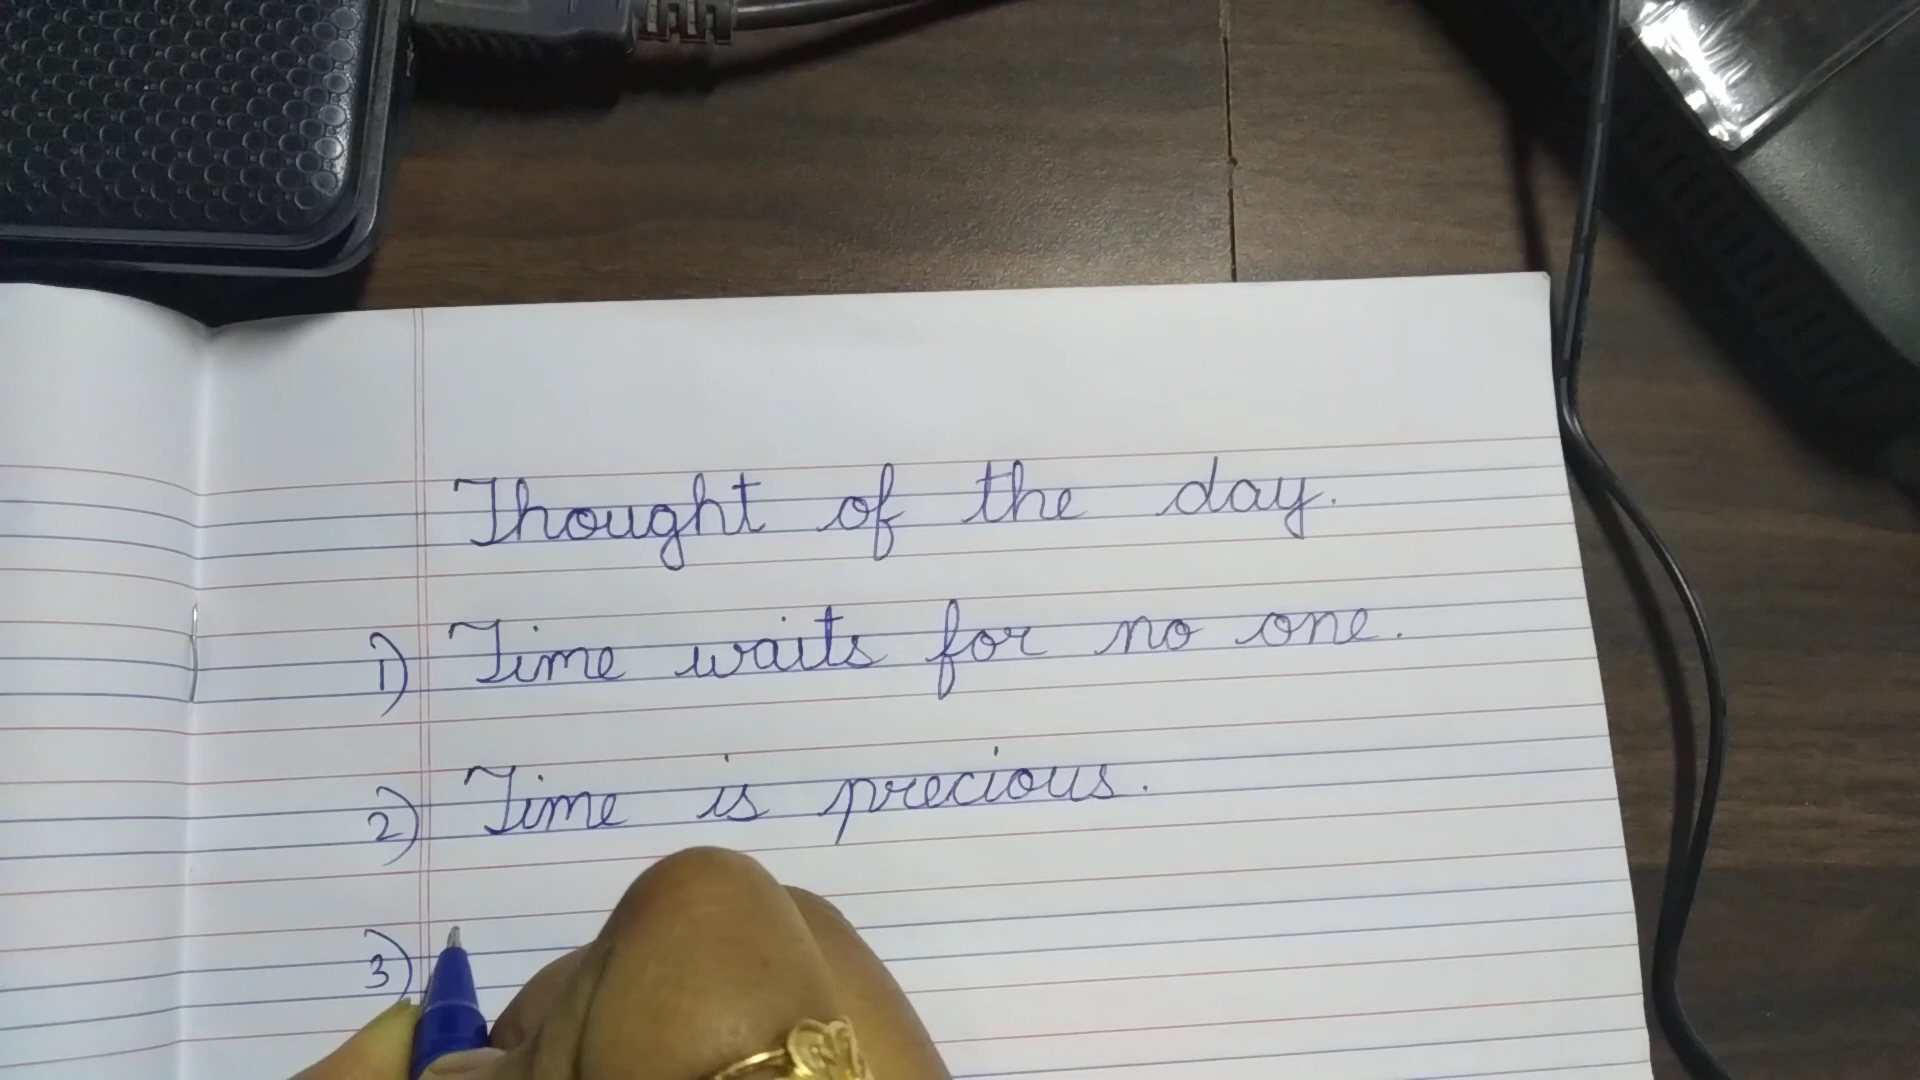 Thought of the day.
1) Time waits for no one.
2) Time is precious.
3)